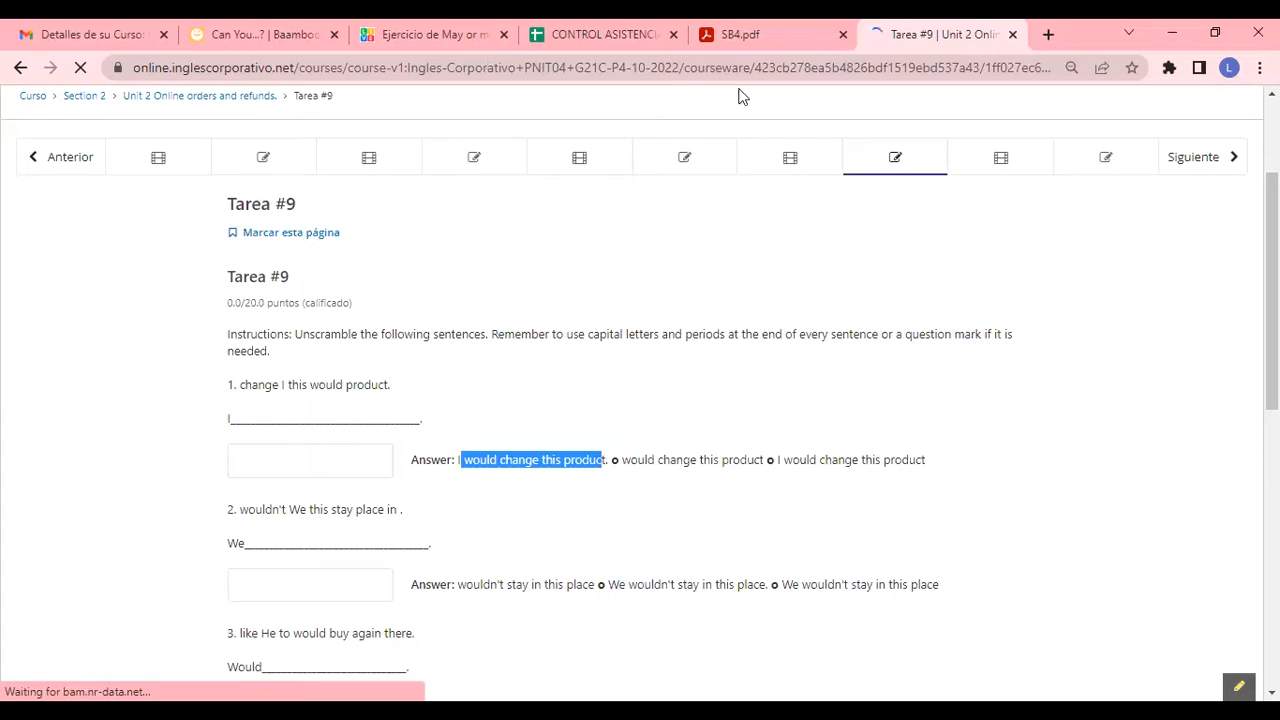 Detalles de su Curso:
Can You...? | Baambo
Ejercicio de May or m
CONTROL ASISTENCI
SB4.pdf
Tarea #9 | Unit 2 Onli
online.inglescorporativo.net/courses/course-v1:Ingles-Corporativo+PNIT04+G21C-P4-10-2022/courseware/423cb278ea5b4826bdf1519ebd537a43/1ff027ec6...
L
Curso > Section 2 > Unit 2 Online orders and refunds. > Tarea #9
Anterior
Siguiente
Tarea #9
Marcar esta página
Tarea #9
0.0/20.0 puntos (calificado)
Instructions: Unscramble the following sentences. Remember to use capital letters and periods at the end of every sentence or a question mark if it is
needed.
1. change I this would product.
I__________________________________.
Answer: I would change this product. o would change this product o I would change this product
2. wouldn't We this stay place in .
We_________________________________.
Answer: wouldn't stay in this place o We wouldn't stay in this place. o We wouldn't stay in this place
3. like He to would buy again there.
Would__________________________.
Waiting for bam.nr-data.net...